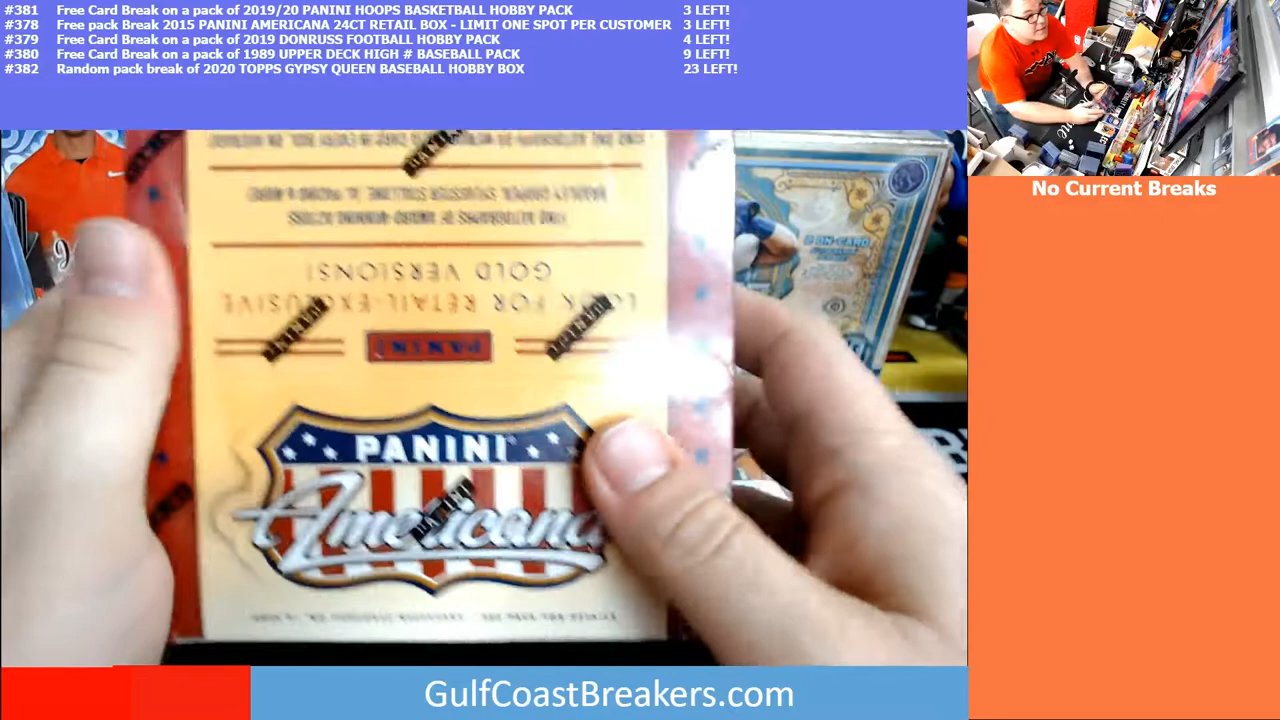 #381 Free Card Break on a pack of 2019/20 PANINI HOOPS BASKETBALL HOBBY PACK 3 LEFT!
#378 Free pack Break 2015 PANINI AMERICANA 24CT RETAIL BOX - LIMIT ONE SPOT PER CUSTOMER 3 LEFT!
#379 Free Card Break on a pack of 2019 DONRUSS FOOTBALL HOBBY PACK 4 LEFT!
#380 Free Card Break on a pack of 1989 UPPER DECK HIGH # BASEBALL PACK 9 LEFT!
#382 Random pack break of 2020 TOPPS GYPSY QUEEN BASEBALL HOBBY BOX 23 LEFT!
No Current Breaks
2 ON-CARD
LOOK FOR RETAIL-EXCLUSIVE
GOLD VERSIONS!
PANINI
PANINI
Americana
GulfCoastBreakers.com